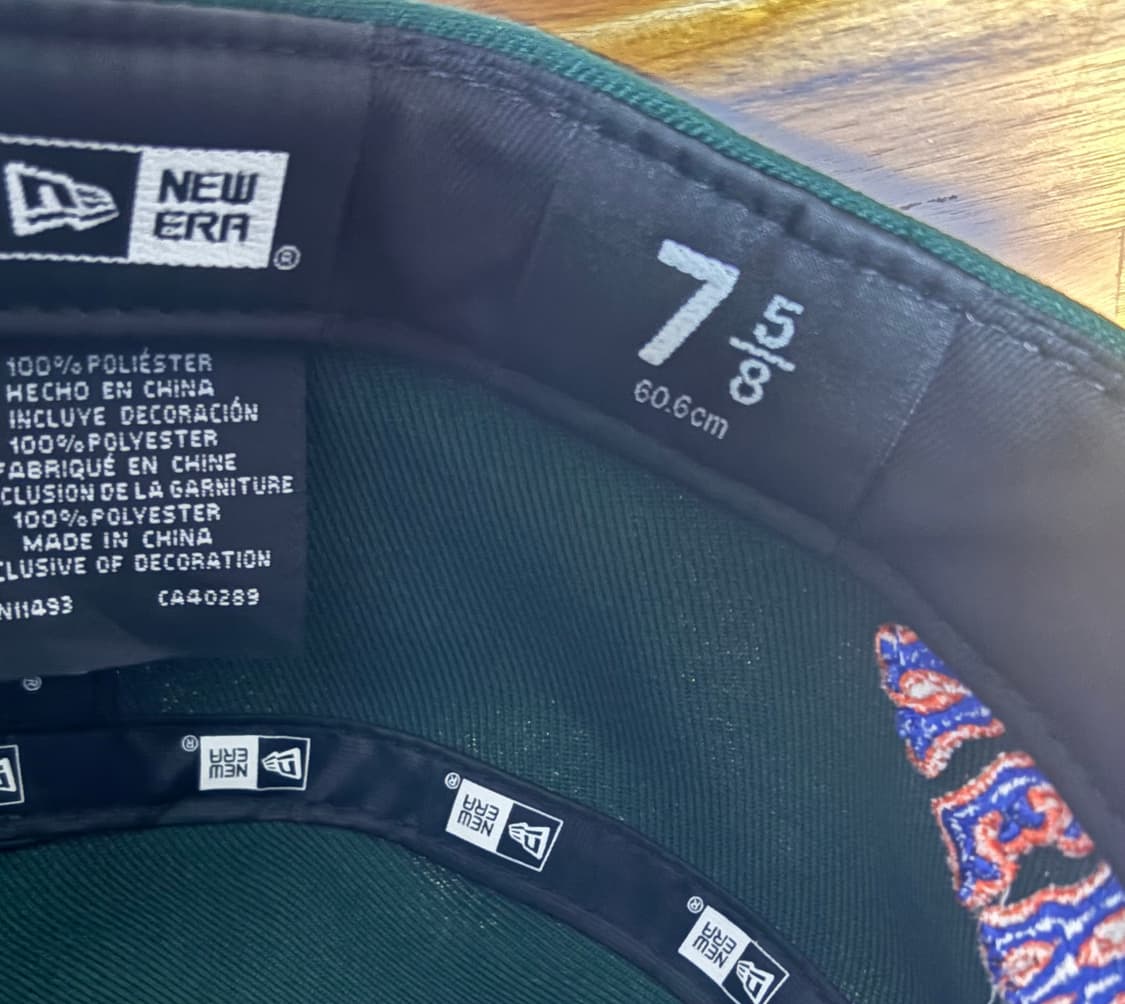 NEW
ERA
®
7 5/8
60.6cm
100% POLIÉSTER
HECHO EN CHINA
INCLUYE DECORACIÓN
100% POLYESTER
FABRIQUÉ EN CHINE
CLUSION DE LA GARNITURE
100% POLYESTER
MADE IN CHINA
CLUSIVE OF DECORATION
N11493 CA40289
®
NEW
ERA
®
NEW
ERA
®
NEW
ERA
®